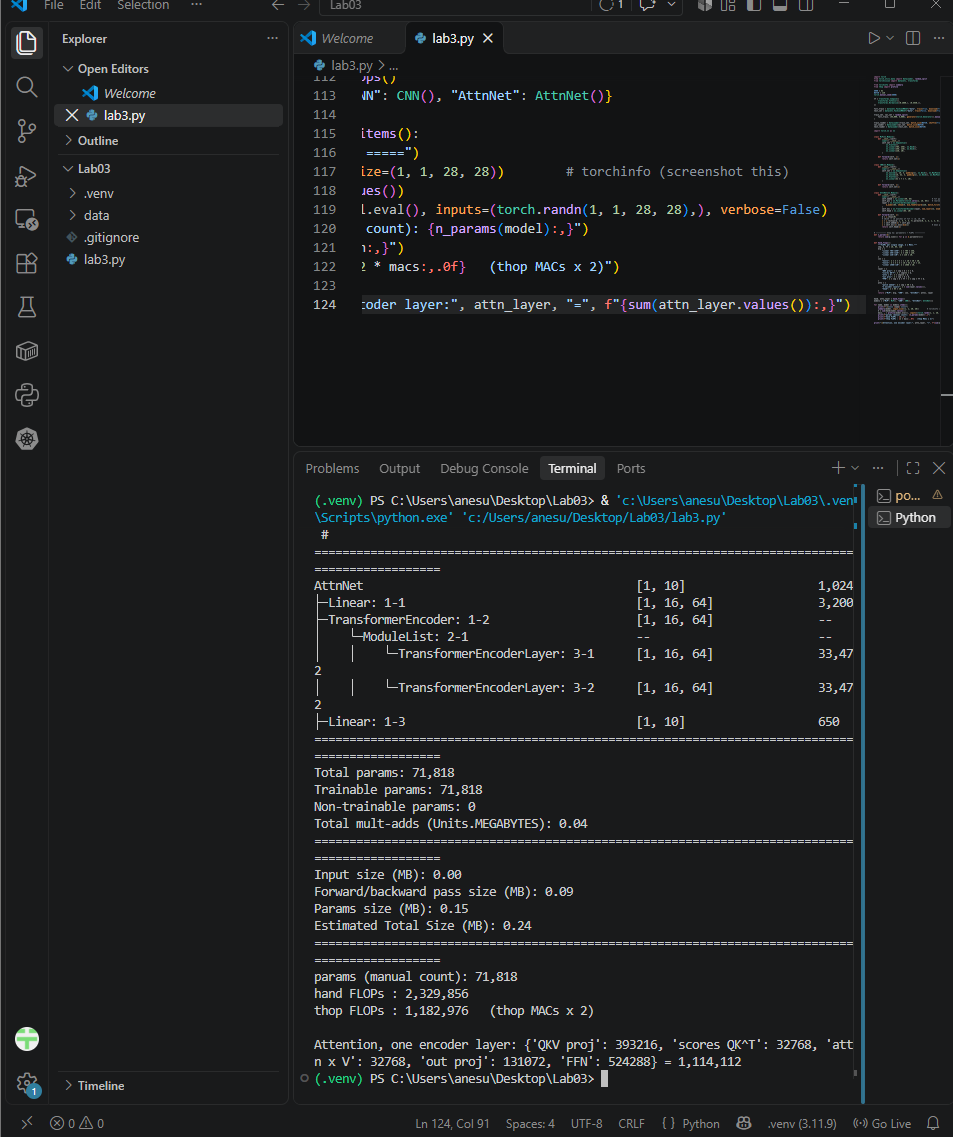 File Edit Selection ··· Lab03 1
Explorer ···
Open Editors
Welcome
lab3.py
Outline
Lab03
.venv
data
.gitignore
lab3.py
Timeline
Welcome lab3.py ···
lab3.py > ...
112 ops()
113 NN": CNN(), "AttnNet": AttnNet()}
114
115 items():
116 =====")
117 ize=(1, 1, 28, 28)) # torchinfo (screenshot this)
118 ues())
119 l.eval(), inputs=(torch.randn(1, 1, 28, 28),), verbose=False)
120 count): {n_params(model):,}")
121 n:,}")
122 2 * macs:,.0f} (thop MACs x 2)")
123
124 coder layer:", attn_layer, "=", f"{sum(attn_layer.values()):,}")
Problems Output Debug Console Terminal Ports ···
po...
Python
(.venv) PS C:\Users\anesu\Desktop\Lab03> & 'c:\Users\anesu\Desktop\Lab03\.ven
\Scripts\python.exe' 'c:/Users/anesu/Desktop/Lab03/lab3.py'
#
=============================================================================
==================
AttnNet [1, 10] 1,024
├─Linear: 1-1 [1, 16, 64] 3,200
├─TransformerEncoder: 1-2 [1, 16, 64] --
│ └─ModuleList: 2-1 -- --
│ │ └─TransformerEncoderLayer: 3-1 [1, 16, 64] 33,47
2
│ │ └─TransformerEncoderLayer: 3-2 [1, 16, 64] 33,47
2
├─Linear: 1-3 [1, 10] 650
=============================================================================
==================
Total params: 71,818
Trainable params: 71,818
Non-trainable params: 0
Total mult-adds (Units.MEGABYTES): 0.04
=============================================================================
==================
Input size (MB): 0.00
Forward/backward pass size (MB): 0.09
Params size (MB): 0.15
Estimated Total Size (MB): 0.24
=============================================================================
==================
params (manual count): 71,818
hand FLOPs : 2,329,856
thop FLOPs : 1,182,976 (thop MACs x 2)

Attention, one encoder layer: {'QKV proj': 393216, 'scores QK^T': 32768, 'att
n x V': 32768, 'out proj': 131072, 'FFN': 524288} = 1,114,112
(.venv) PS C:\Users\anesu\Desktop\Lab03>
1
0 0 Ln 124, Col 91 Spaces: 4 UTF-8 CRLF { } Python .venv (3.11.9) Go Live